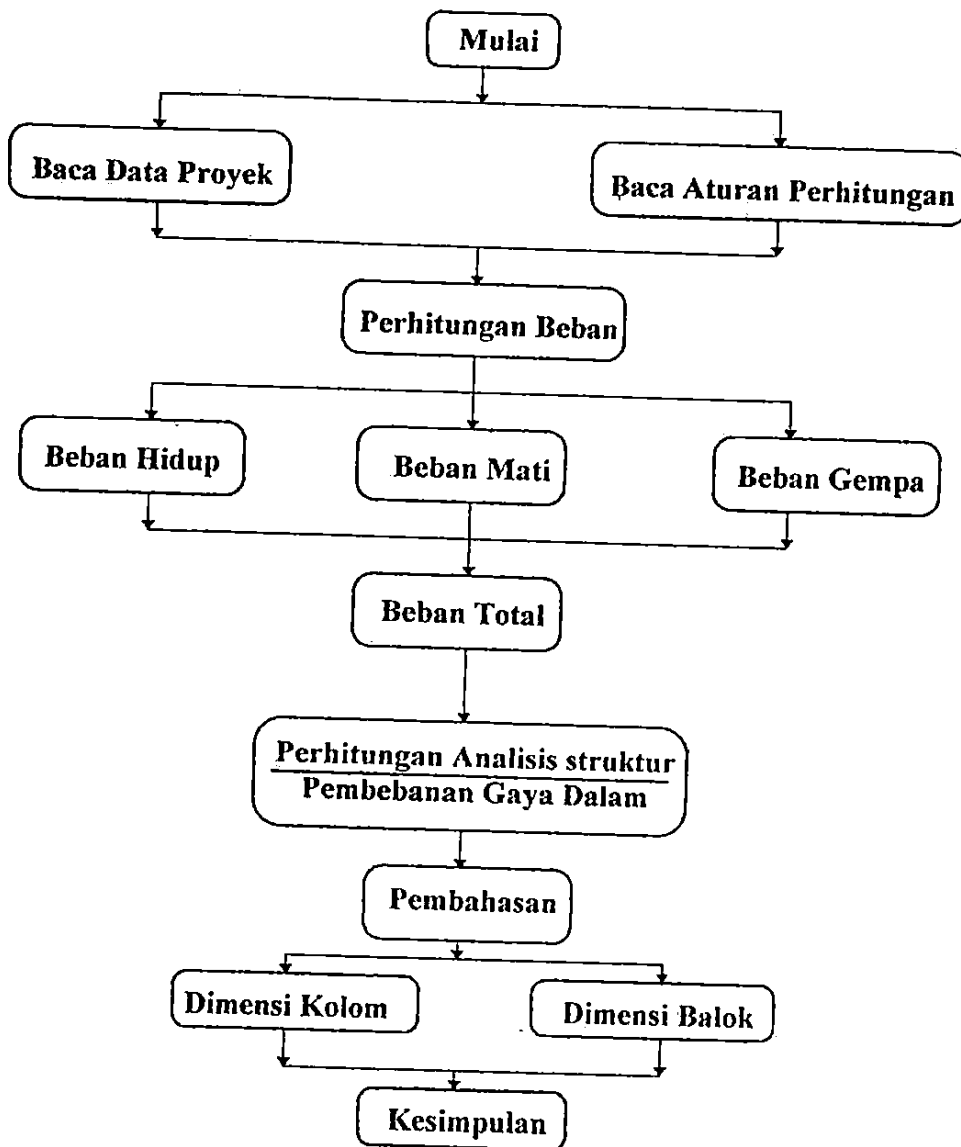 Mulai
Baca Data Proyek
Baca Aturan Perhitungan
Perhitungan Beban
Beban Hidup
Beban Mati
Beban Gempa
Beban Total
Perhitungan Analisis struktur
Pembebanan Gaya Dalam
Pembahasan
Dimensi Kolom
Dimensi Balok
Kesimpulan